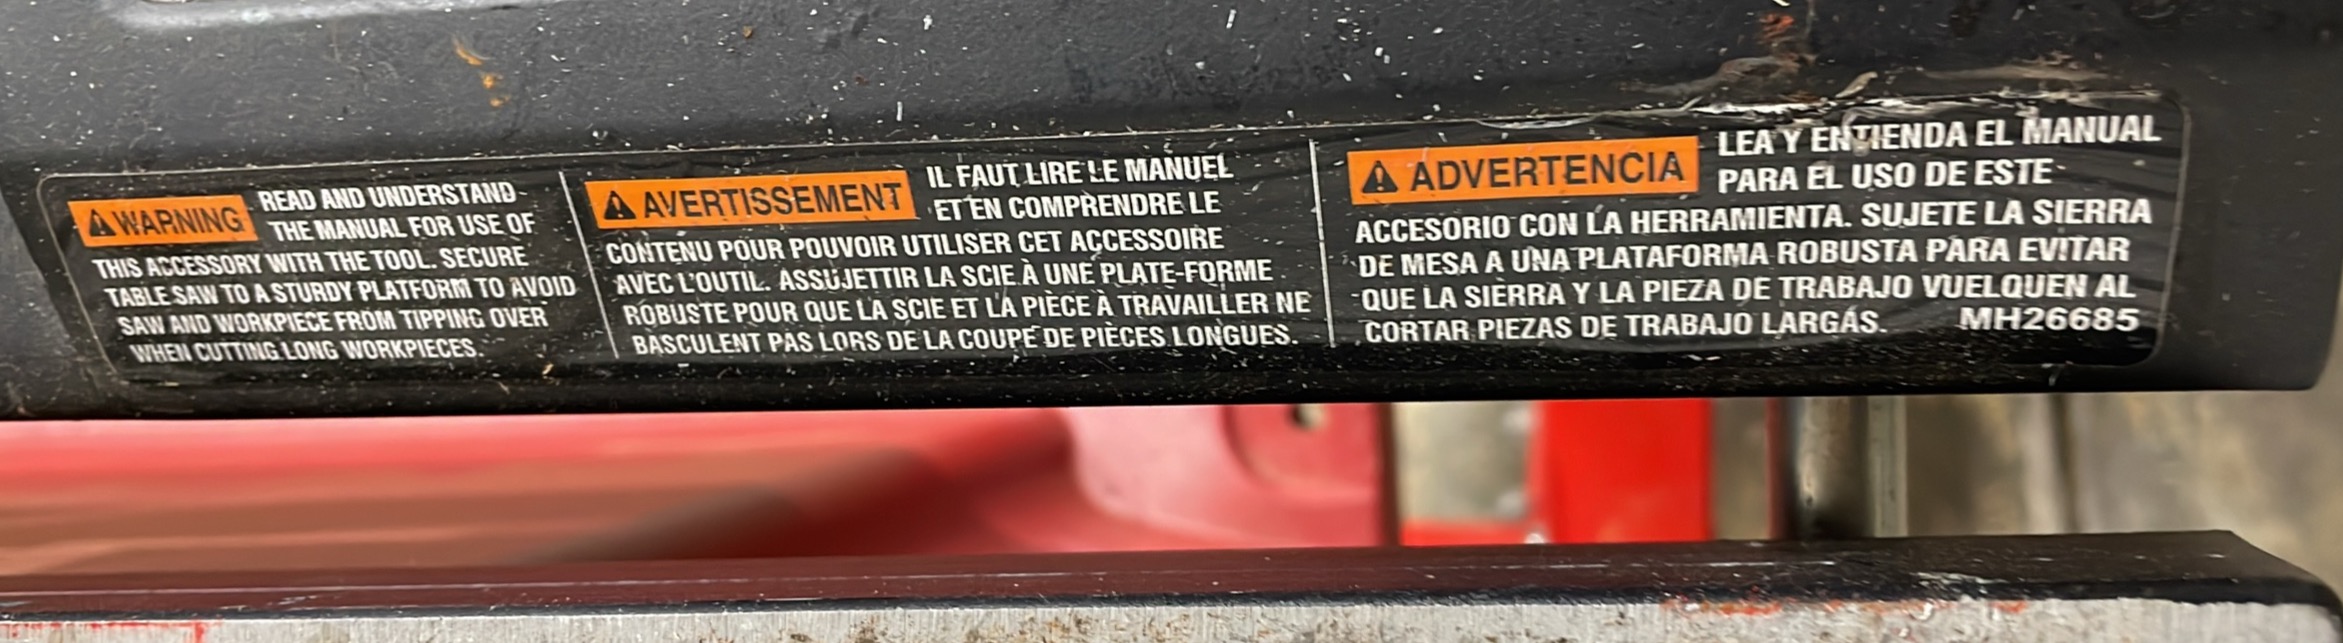 ⚠ WARNING READ AND UNDERSTAND
THE MANUAL FOR USE OF
THIS ACCESSORY WITH THE TOOL. SECURE
TABLE SAW TO A STURDY PLATFORM TO AVOID
SAW AND WORKPIECE FROM TIPPING OVER
WHEN CUTTING LONG WORKPIECES.
⚠ AVERTISSEMENT IL FAUT LIRE LE MANUEL
ET EN COMPRENDRE LE
CONTENU POUR POUVOIR UTILISER CET ACCESSOIRE
AVEC L'OUTIL. ASSUJETTIR LA SCIE À UNE PLATE-FORME
ROBUSTE POUR QUE LA SCIE ET LA PIÈCE À TRAVAILLER NE
BASCULENT PAS LORS DE LA COUPE DE PIÈCES LONGUES.
⚠ ADVERTENCIA LEA Y ENTIENDA EL MANUAL
PARA EL USO DE ESTE
ACCESORIO CON LA HERRAMIENTA. SUJETE LA SIERRA
DE MESA A UNA PLATAFORMA ROBUSTA PARA EVITAR
QUE LA SIERRA Y LA PIEZA DE TRABAJO VUELQUEN AL
CORTAR PIEZAS DE TRABAJO LARGAS. MH26685